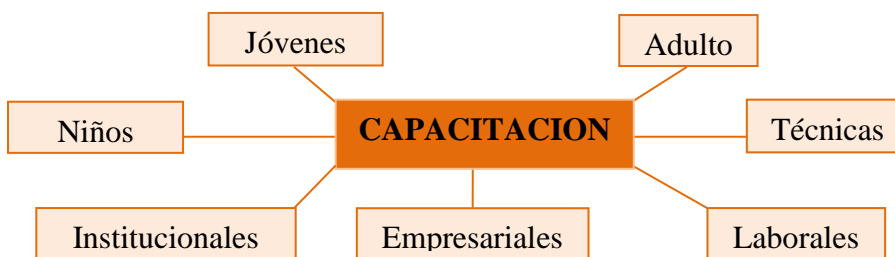 Jóvenes
Adulto
Niños
CAPACITACION
Técnicas
Institucionales
Empresariales
Laborales